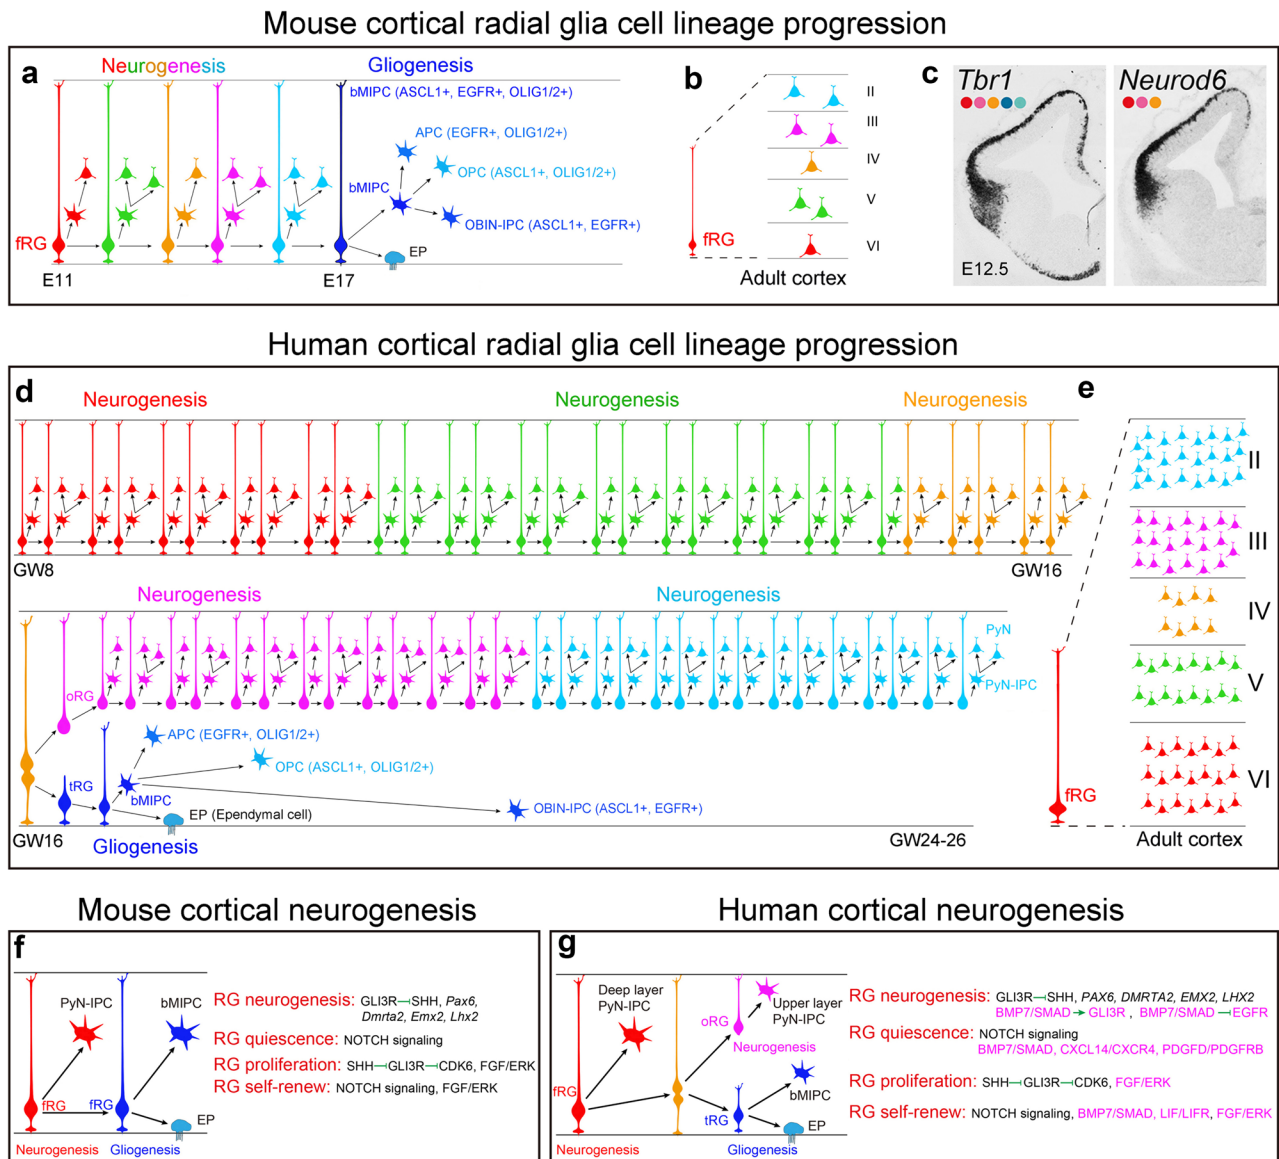 Mouse cortical radial glia cell lineage progression
a
Neurogenesis
Gliogenesis
bMIPC (ASCL1+, EGFR+, OLIG1/2+)
APC (EGFR+, OLIG1/2+)
OPC (ASCL1+, OLIG1/2+)
bMIPC
OBIN-IPC (ASCL1+, EGFR+)
fRG
EP
E11
E17
b
II
III
IV
V
VI
fRG
Adult cortex
c
Tbr1
Neurod6
E12.5
Human cortical radial glia cell lineage progression
d
Neurogenesis
Neurogenesis
Neurogenesis
GW8
GW16
Neurogenesis
Neurogenesis
PyN
PyN-IPC
oRG
APC (EGFR+, OLIG1/2+)
OPC (ASCL1+, OLIG1/2+)
tRG
bMIPC
OBIN-IPC (ASCL1+, EGFR+)
EP (Ependymal cell)
GW16
Gliogenesis
GW24-26
e
II
III
IV
V
VI
fRG
Adult cortex
Mouse cortical neurogenesis
f
PyN-IPC
bMIPC
fRG
fRG
EP
Neurogenesis
Gliogenesis
RG neurogenesis: GLI3R⊣SHH, Pax6,
Dmrta2, Emx2, Lhx2
RG quiescence: NOTCH signaling
RG proliferation: SHH⊣GLI3R⊣CDK6, FGF/ERK
RG self-renew: NOTCH signaling, FGF/ERK
Human cortical neurogenesis
g
Deep layer
PyN-IPC
oRG
Upper layer
PyN-IPC
Neurogenesis
fRG
bMIPC
tRG
EP
Neurogenesis
Gliogenesis
RG neurogenesis: GLI3R⊣SHH, PAX6, DMRTA2, EMX2, LHX2
BMP7/SMAD→GLI3R , BMP7/SMAD⊣EGFR
RG quiescence: NOTCH signaling
BMP7/SMAD, CXCL14/CXCR4, PDGFD/PDGFRB
RG proliferation: SHH⊣GLI3R⊣CDK6, FGF/ERK
RG self-renew: NOTCH signaling, BMP7/SMAD, LIF/LIFR, FGF/ERK